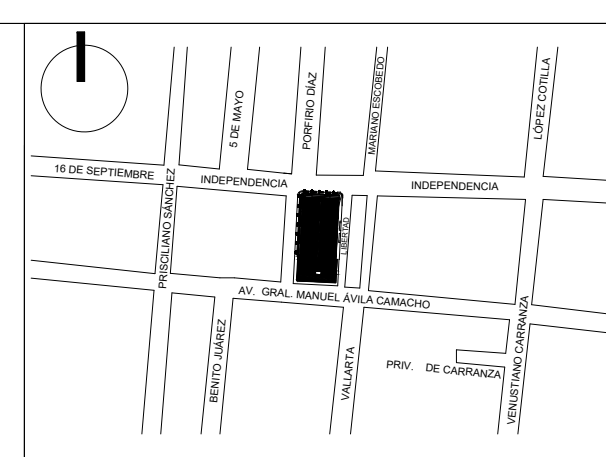 5 DE MAYO
PORFIRIO DÍAZ
MARIANO ESCOBEDO
LÓPEZ COTILLA
16 DE SEPTIEMBRE
INDEPENDENCIA
INDEPENDENCIA
PRISCILIANO SÁNCHEZ
LIBERTAD
AV. GRAL. MANUEL ÁVILA CAMACHO
BENITO JUÁREZ
VALLARTA
PRIV. DE CARRANZA
VENUSTIANO CARRANZA